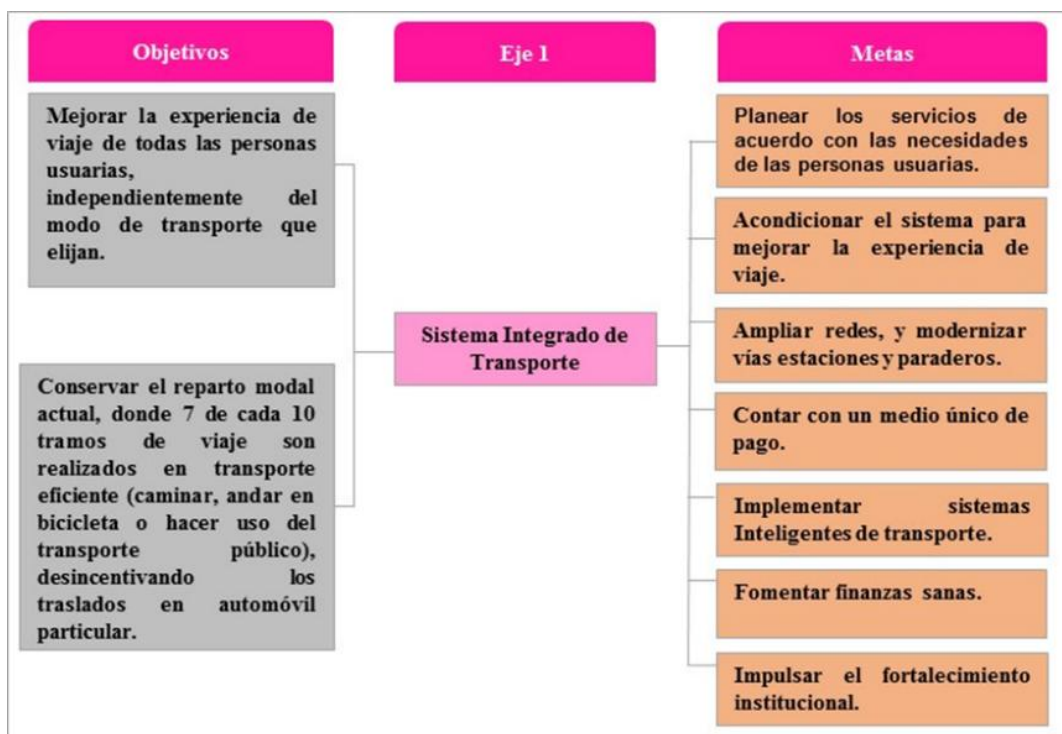 Objetivos
Eje 1
Metas
Mejorar la experiencia de
viaje de todas las personas
usuarias,
independientemente del
modo de transporte que
elijan.
Conservar el reparto modal
actual, donde 7 de cada 10
tramos de viaje son
realizados en transporte
eficiente (caminar, andar en
bicicleta o hacer uso del
transporte público),
desincentivando los
traslados en automóvil
particular.
Sistema Integrado de
Transporte
Planear los servicios de
acuerdo con las necesidades
de las personas usuarias.
Acondicionar el sistema para
mejorar la experiencia de
viaje.
Ampliar redes, y modernizar
vías estaciones y paraderos.
Contar con un medio único de
pago.
Implementar sistemas
Inteligentes de transporte.
Fomentar finanzas sanas.
Impulsar el fortalecimiento
institucional.